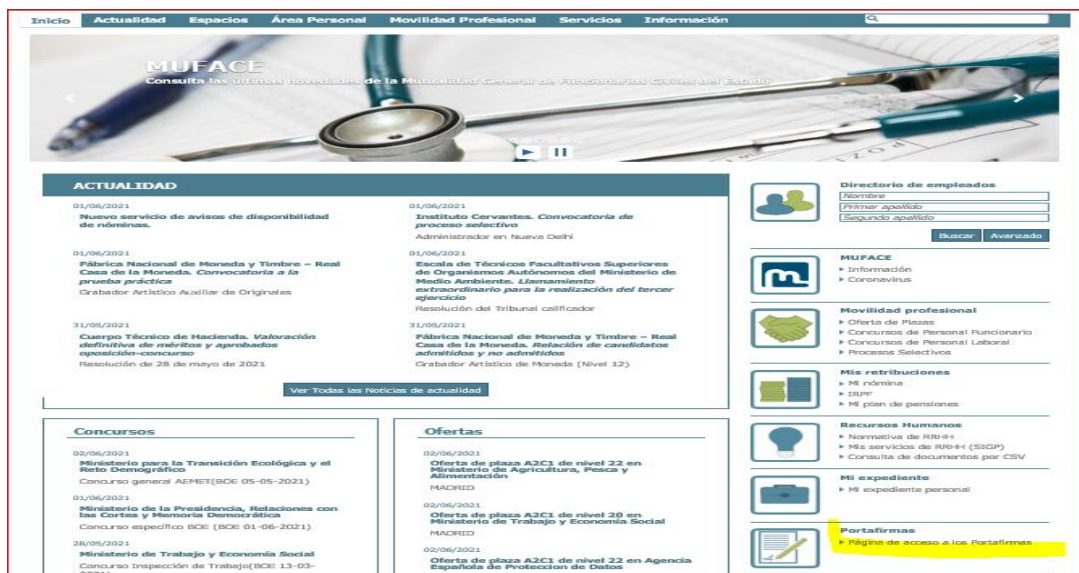 Inicio Actualidad Espacios Área Personal Movilidad Profesional Servicios Información
MUFACE
Consulta las últimas novedades de la Mutualidad General de Funcionarios Civiles del Estado
ACTUALIDAD
01/06/2021
Nuevo servicio de avisos de disponibilidad
de nóminas.
01/06/2021
Instituto Cervantes. Convocatoria de
proceso selectivo
Administrador en Nueva Delhi
01/06/2021
Fábrica Nacional de Moneda y Timbre – Real
Casa de la Moneda. Convocatoria a la
prueba práctica
Grabador Artístico Auxiliar de Originales
01/06/2021
Escala de Técnicos Facultativos Superiores
de Organismos Autónomos del Ministerio de
Medio Ambiente. Llamamiento
extraordinario para la realización del tercer
ejercicio
Resolución del Tribunal calificador
31/05/2021
Cuerpo Técnico de Hacienda. Valoración
definitiva de méritos y aprobados
oposición-concurso
Resolución de 28 de mayo de 2021
31/05/2021
Fábrica Nacional de Moneda y Timbre – Real
Casa de la Moneda. Relación de candidatos
admitidos y no admitidos
Grabador Artístico de Moneda (Nivel 12)
Ver Todas las Noticias de actualidad
Concursos
02/06/2021
Ministerio para la Transición Ecológica y el
Reto Demográfico
Concurso general AEMET(BOE 05-05-2021)
01/06/2021
Ministerio de la Presidencia, Relaciones con
las Cortes y Memoria Democrática
Concurso específico BOE (BOE 01-06-2021)
28/05/2021
Ministerio de Trabajo y Economía Social
Concurso Inspección de Trabajo(BOE 13-03-
2021)
Ofertas
02/06/2021
Oferta de plaza A2C1 de nivel 22 en
Ministerio de Agricultura, Pesca y
Alimentación
MADRID
02/06/2021
Oferta de plaza A2C1 de nivel 20 en
Ministerio de Trabajo y Economía Social
MADRID
02/06/2021
Oferta de plaza A2C1 de nivel 22 en Agencia
Española de Proteccion de Datos
Directorio de empleados
Nombre
Primer apellido
Segundo apellido
Buscar Avanzado
MUFACE
Información
Coronavirus
Movilidad profesional
Oferta de Plazas
Concursos de Personal Funcionario
Concursos de Personal Laboral
Procesos Selectivos
Mis retribuciones
Mi nómina
IRPF
Mi plan de pensiones
Recursos Humanos
Normativa de RRHH
Mis servicios de RRHH (SIGP)
Consulta de documentos por CSV
Mi expediente
Mi expediente personal
Portafirmas
Página de acceso a los Portafirmas